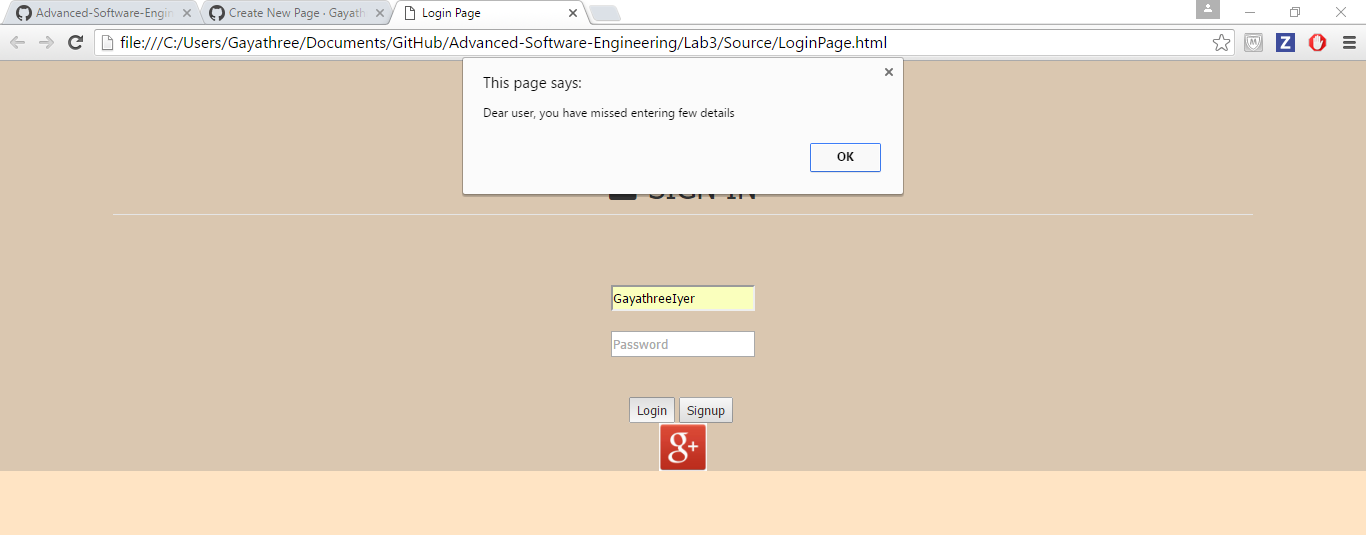 Advanced-Software-Engin
Create New Page · Gayath
Login Page
file:///C:/Users/Gayathree/Documents/GitHub/Advanced-Software-Engineering/Lab3/Source/LoginPage.html
M
Z
This page says:
Dear user, you have missed entering few details
OK
SIGN IN
GayathreeIyer
Password
Login Signup
g+